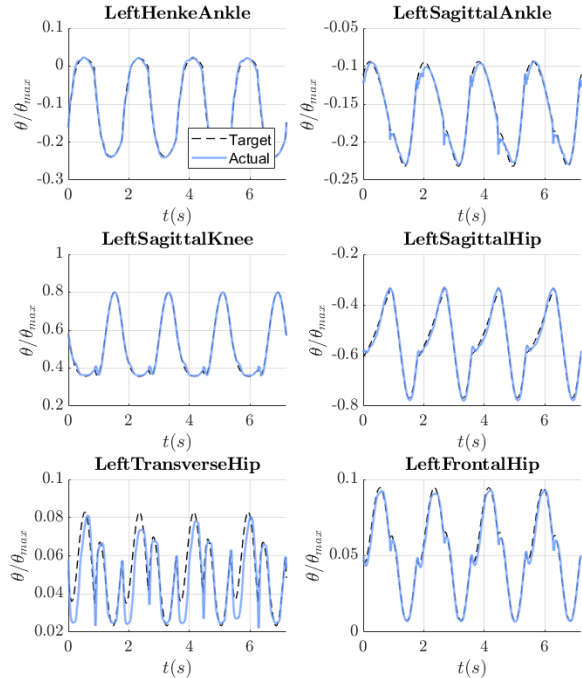 LeftHenkeAnkle
LeftSagittalAnkle
0.1
0
-0.1
-0.2
-0.3
θ/θmax
0 2 4 6
t(s)
Target
Actual
-0.05
-0.1
-0.15
-0.2
-0.25
θ/θmax
0 2 4 6
t(s)
LeftSagittalKnee
LeftSagittalHip
1
0.8
0.6
0.4
0.2
θ/θmax
0 2 4 6
t(s)
-0.2
-0.4
-0.6
-0.8
θ/θmax
0 2 4 6
t(s)
LeftTransverseHip
LeftFrontalHip
0.1
0.08
0.06
0.04
0.02
θ/θmax
0 2 4 6
t(s)
0.1
0.05
0
θ/θmax
0 2 4 6
t(s)